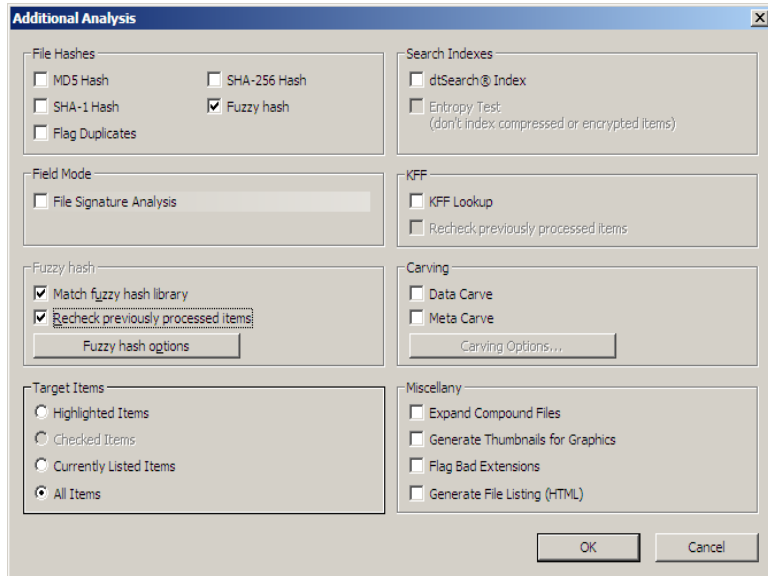 Additional Analysis
File Hashes
MD5 Hash
SHA-256 Hash
SHA-1 Hash
Fuzzy hash
Flag Duplicates
Search Indexes
dtSearch® Index
Entropy Test
(don't index compressed or encrypted items)
Field Mode
File Signature Analysis
KFF
KFF Lookup
Recheck previously processed items
Fuzzy hash
Match fuzzy hash library
Recheck previously processed items
Fuzzy hash options
Carving
Data Carve
Meta Carve
Carving Options...
Target Items
Highlighted Items
Checked Items
Currently Listed Items
All Items
Miscellany
Expand Compound Files
Generate Thumbnails for Graphics
Flag Bad Extensions
Generate File Listing (HTML)
OK
Cancel